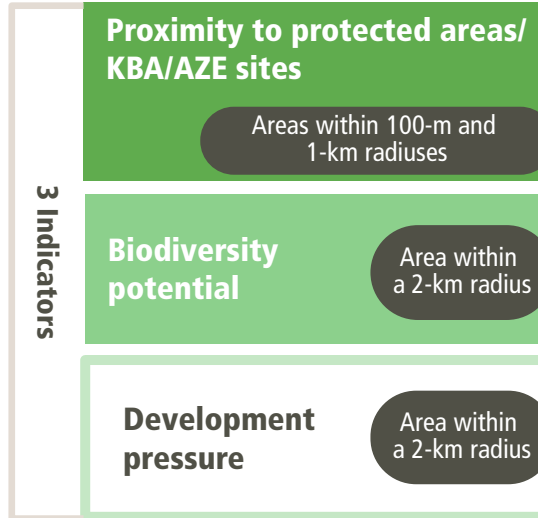 3 Indicators
Proximity to protected areas/
KBA/AZE sites
Areas within 100-m and
1-km radiuses
Biodiversity
potential
Area within
a 2-km radius
Development
pressure
Area within
a 2-km radius